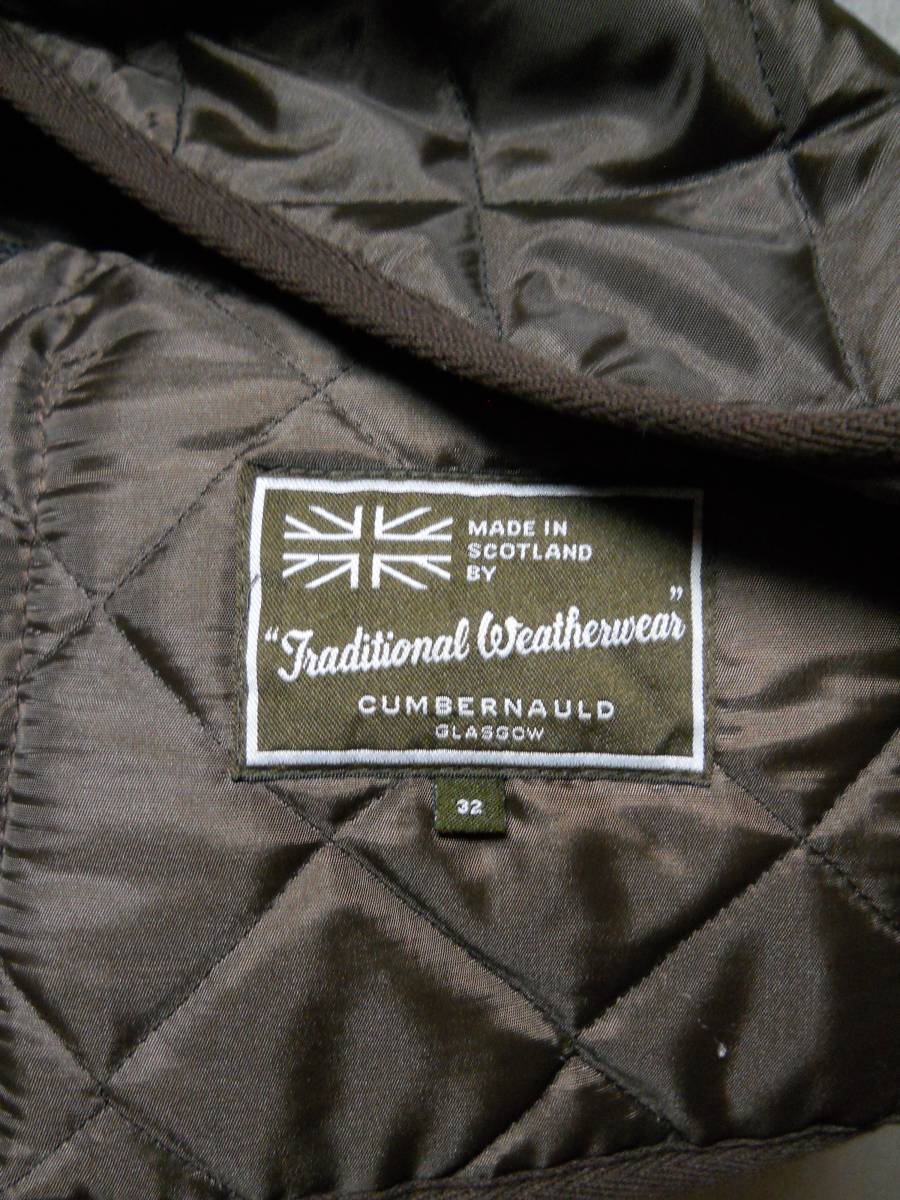 MADE IN
SCOTLAND
BY
"Traditional Weatherwear"
CUMBERNAULD
GLASGOW
32